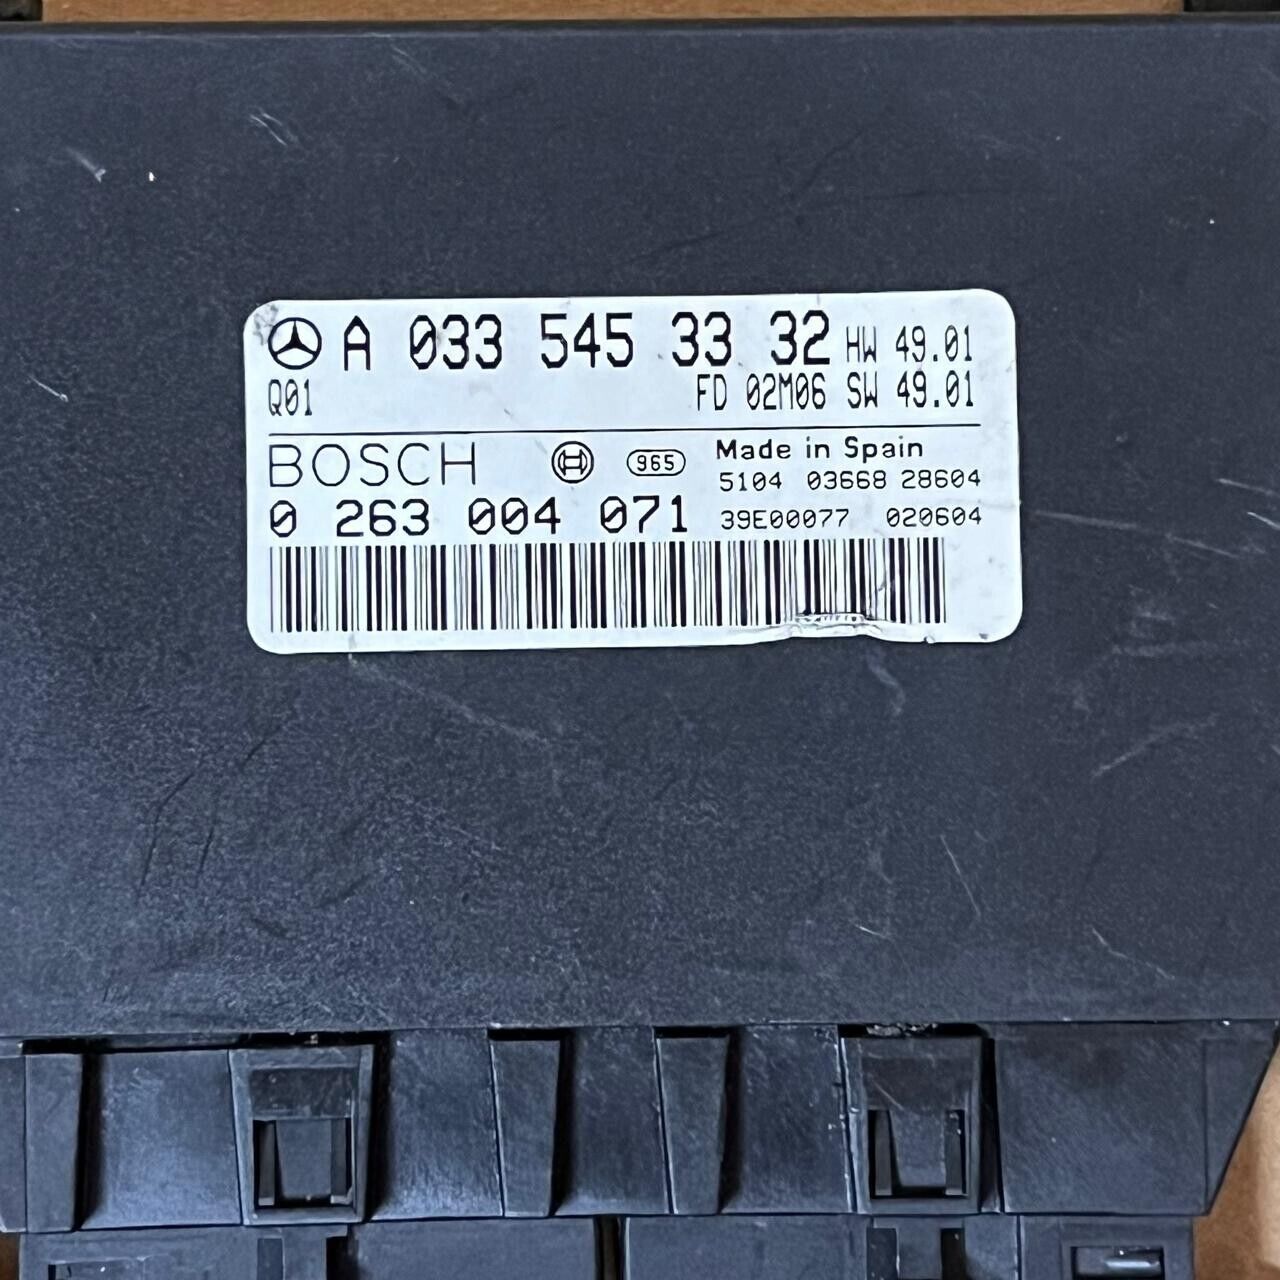 A 033 545 33 32 HW 49.01
Q01 FD 02M06 SW 49.01
BOSCH 965 Made in Spain
5104 03668 28604
0 263 004 071 39E00077 020604